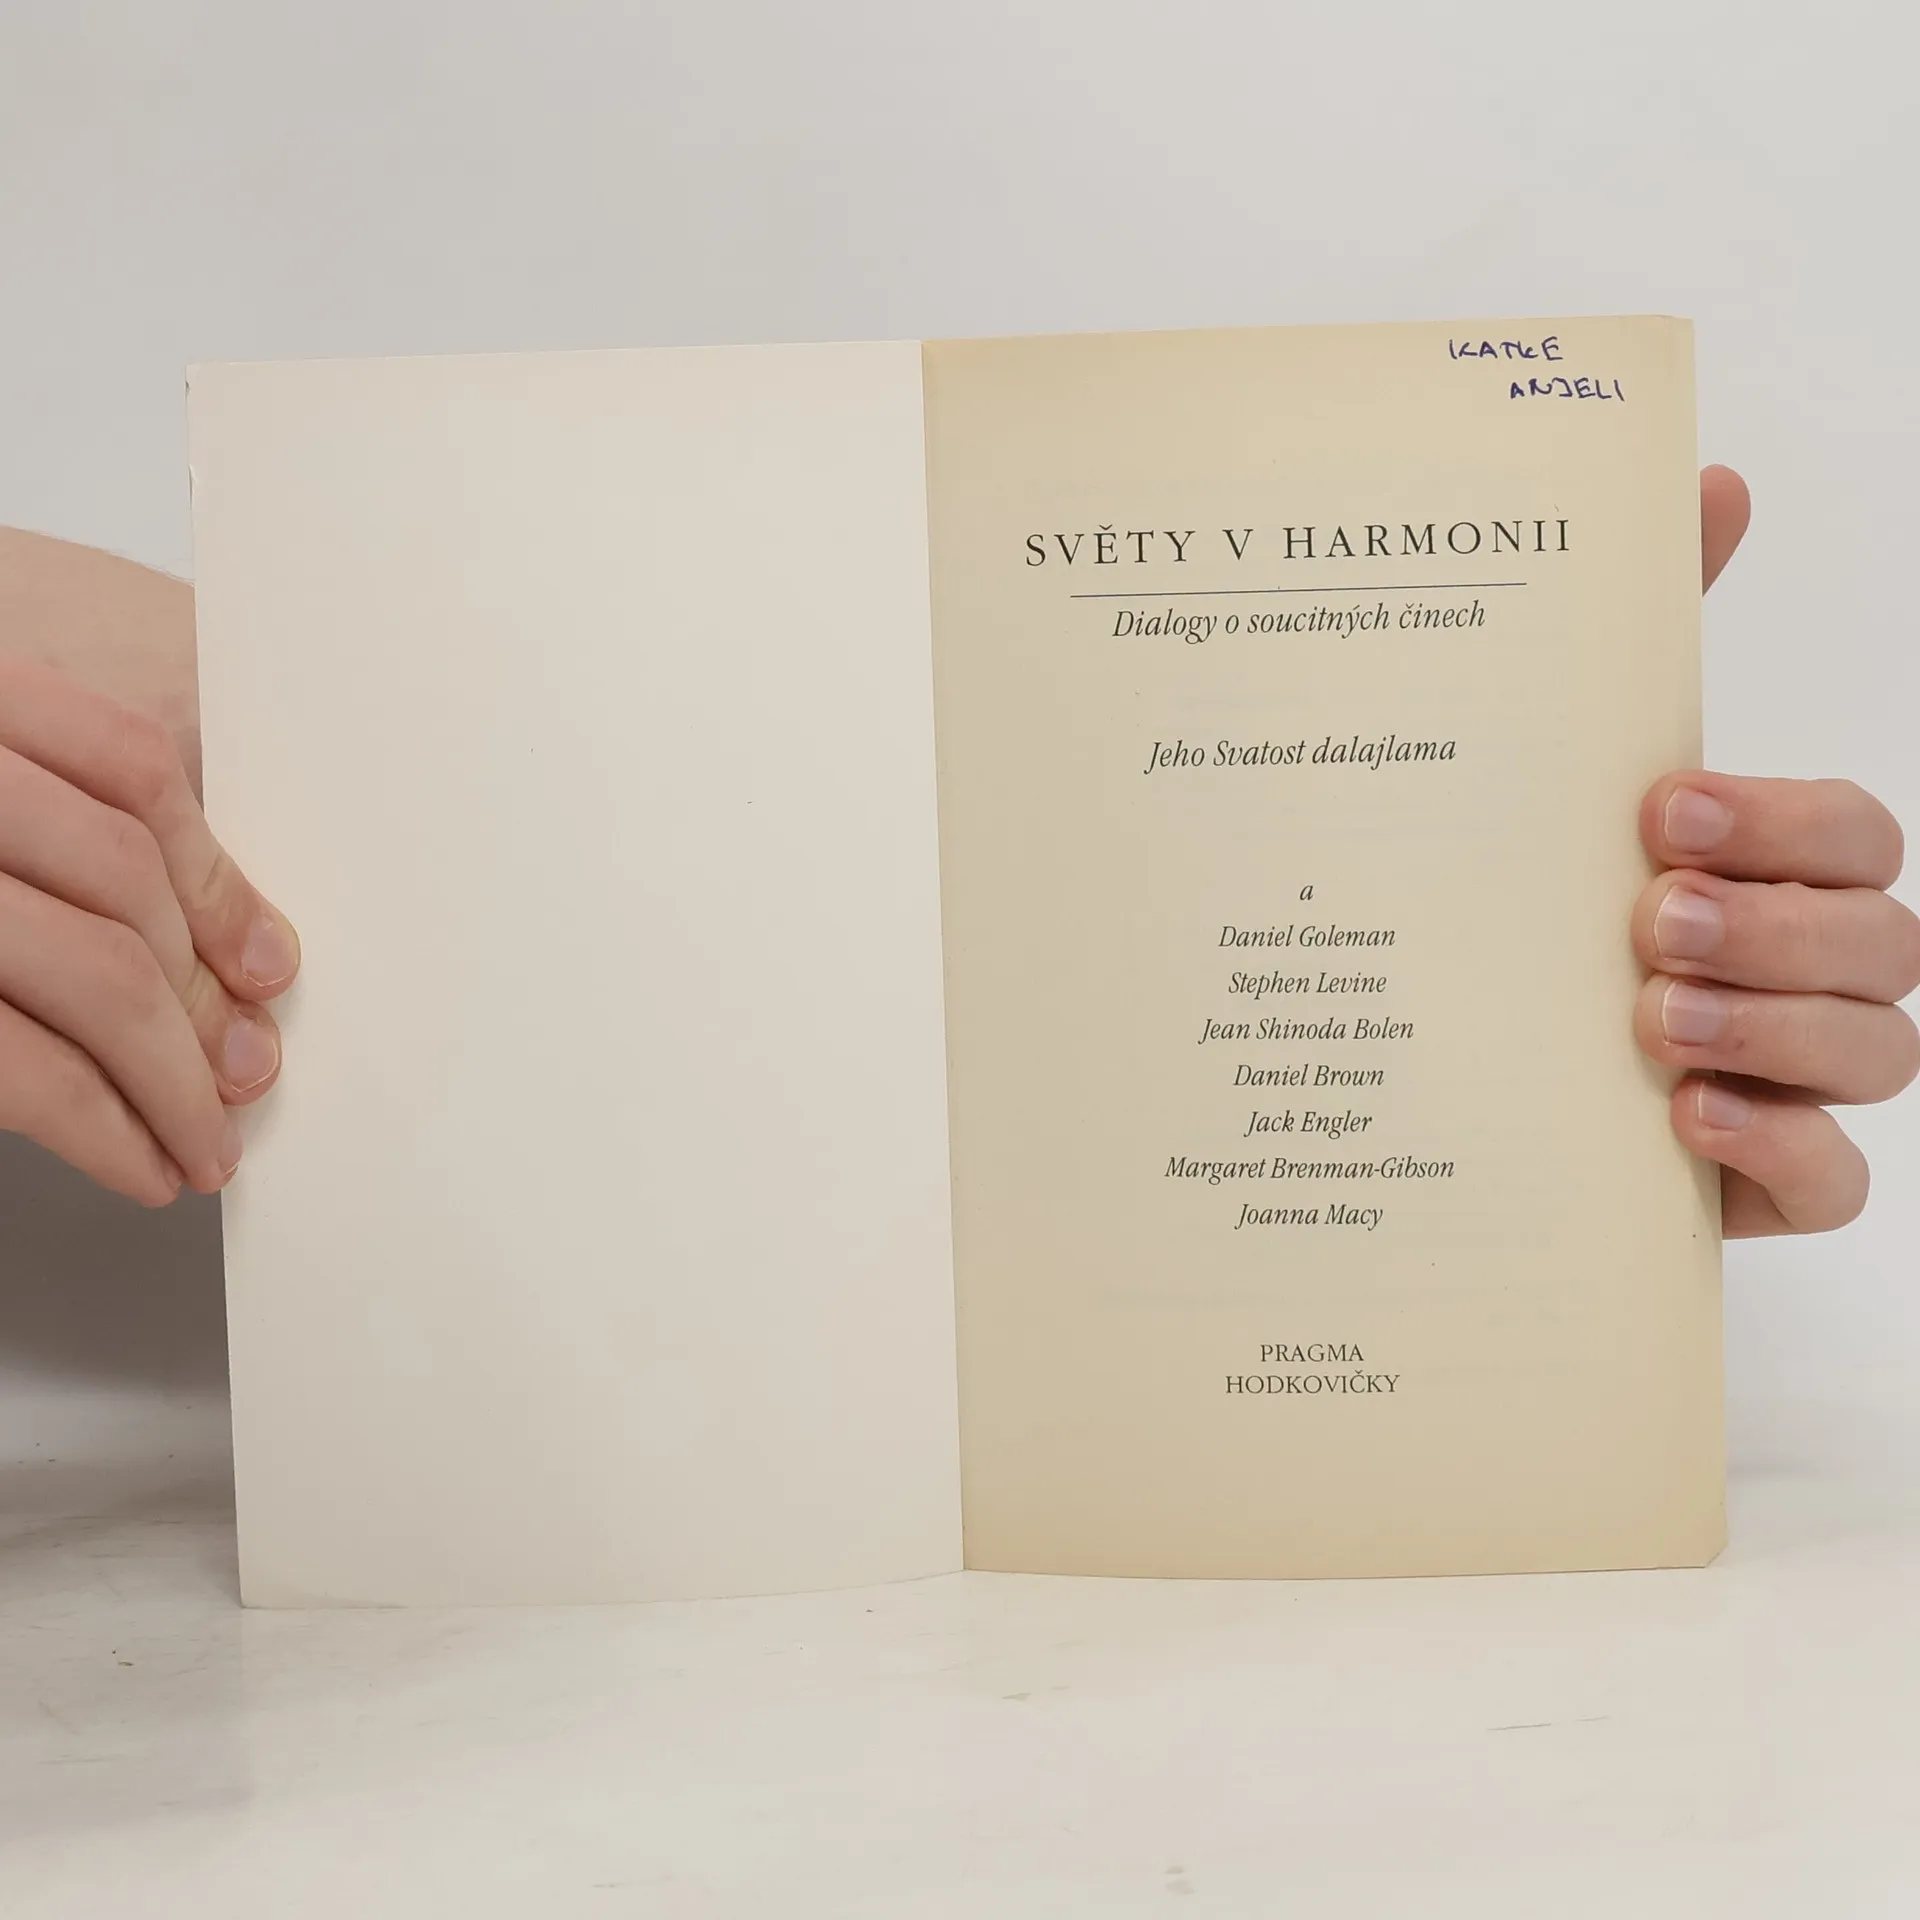 KATKE
ANJELI
SVĚTY V HARMONII
Dialogy o soucitných činech
Jeho Svatost dalajlama
a
Daniel Goleman
Stephen Levine
Jean Shinoda Bolen
Daniel Brown
Jack Engler
Margaret Brenman-Gibson
Joanna Macy
PRAGMA
HODKOVIČKY